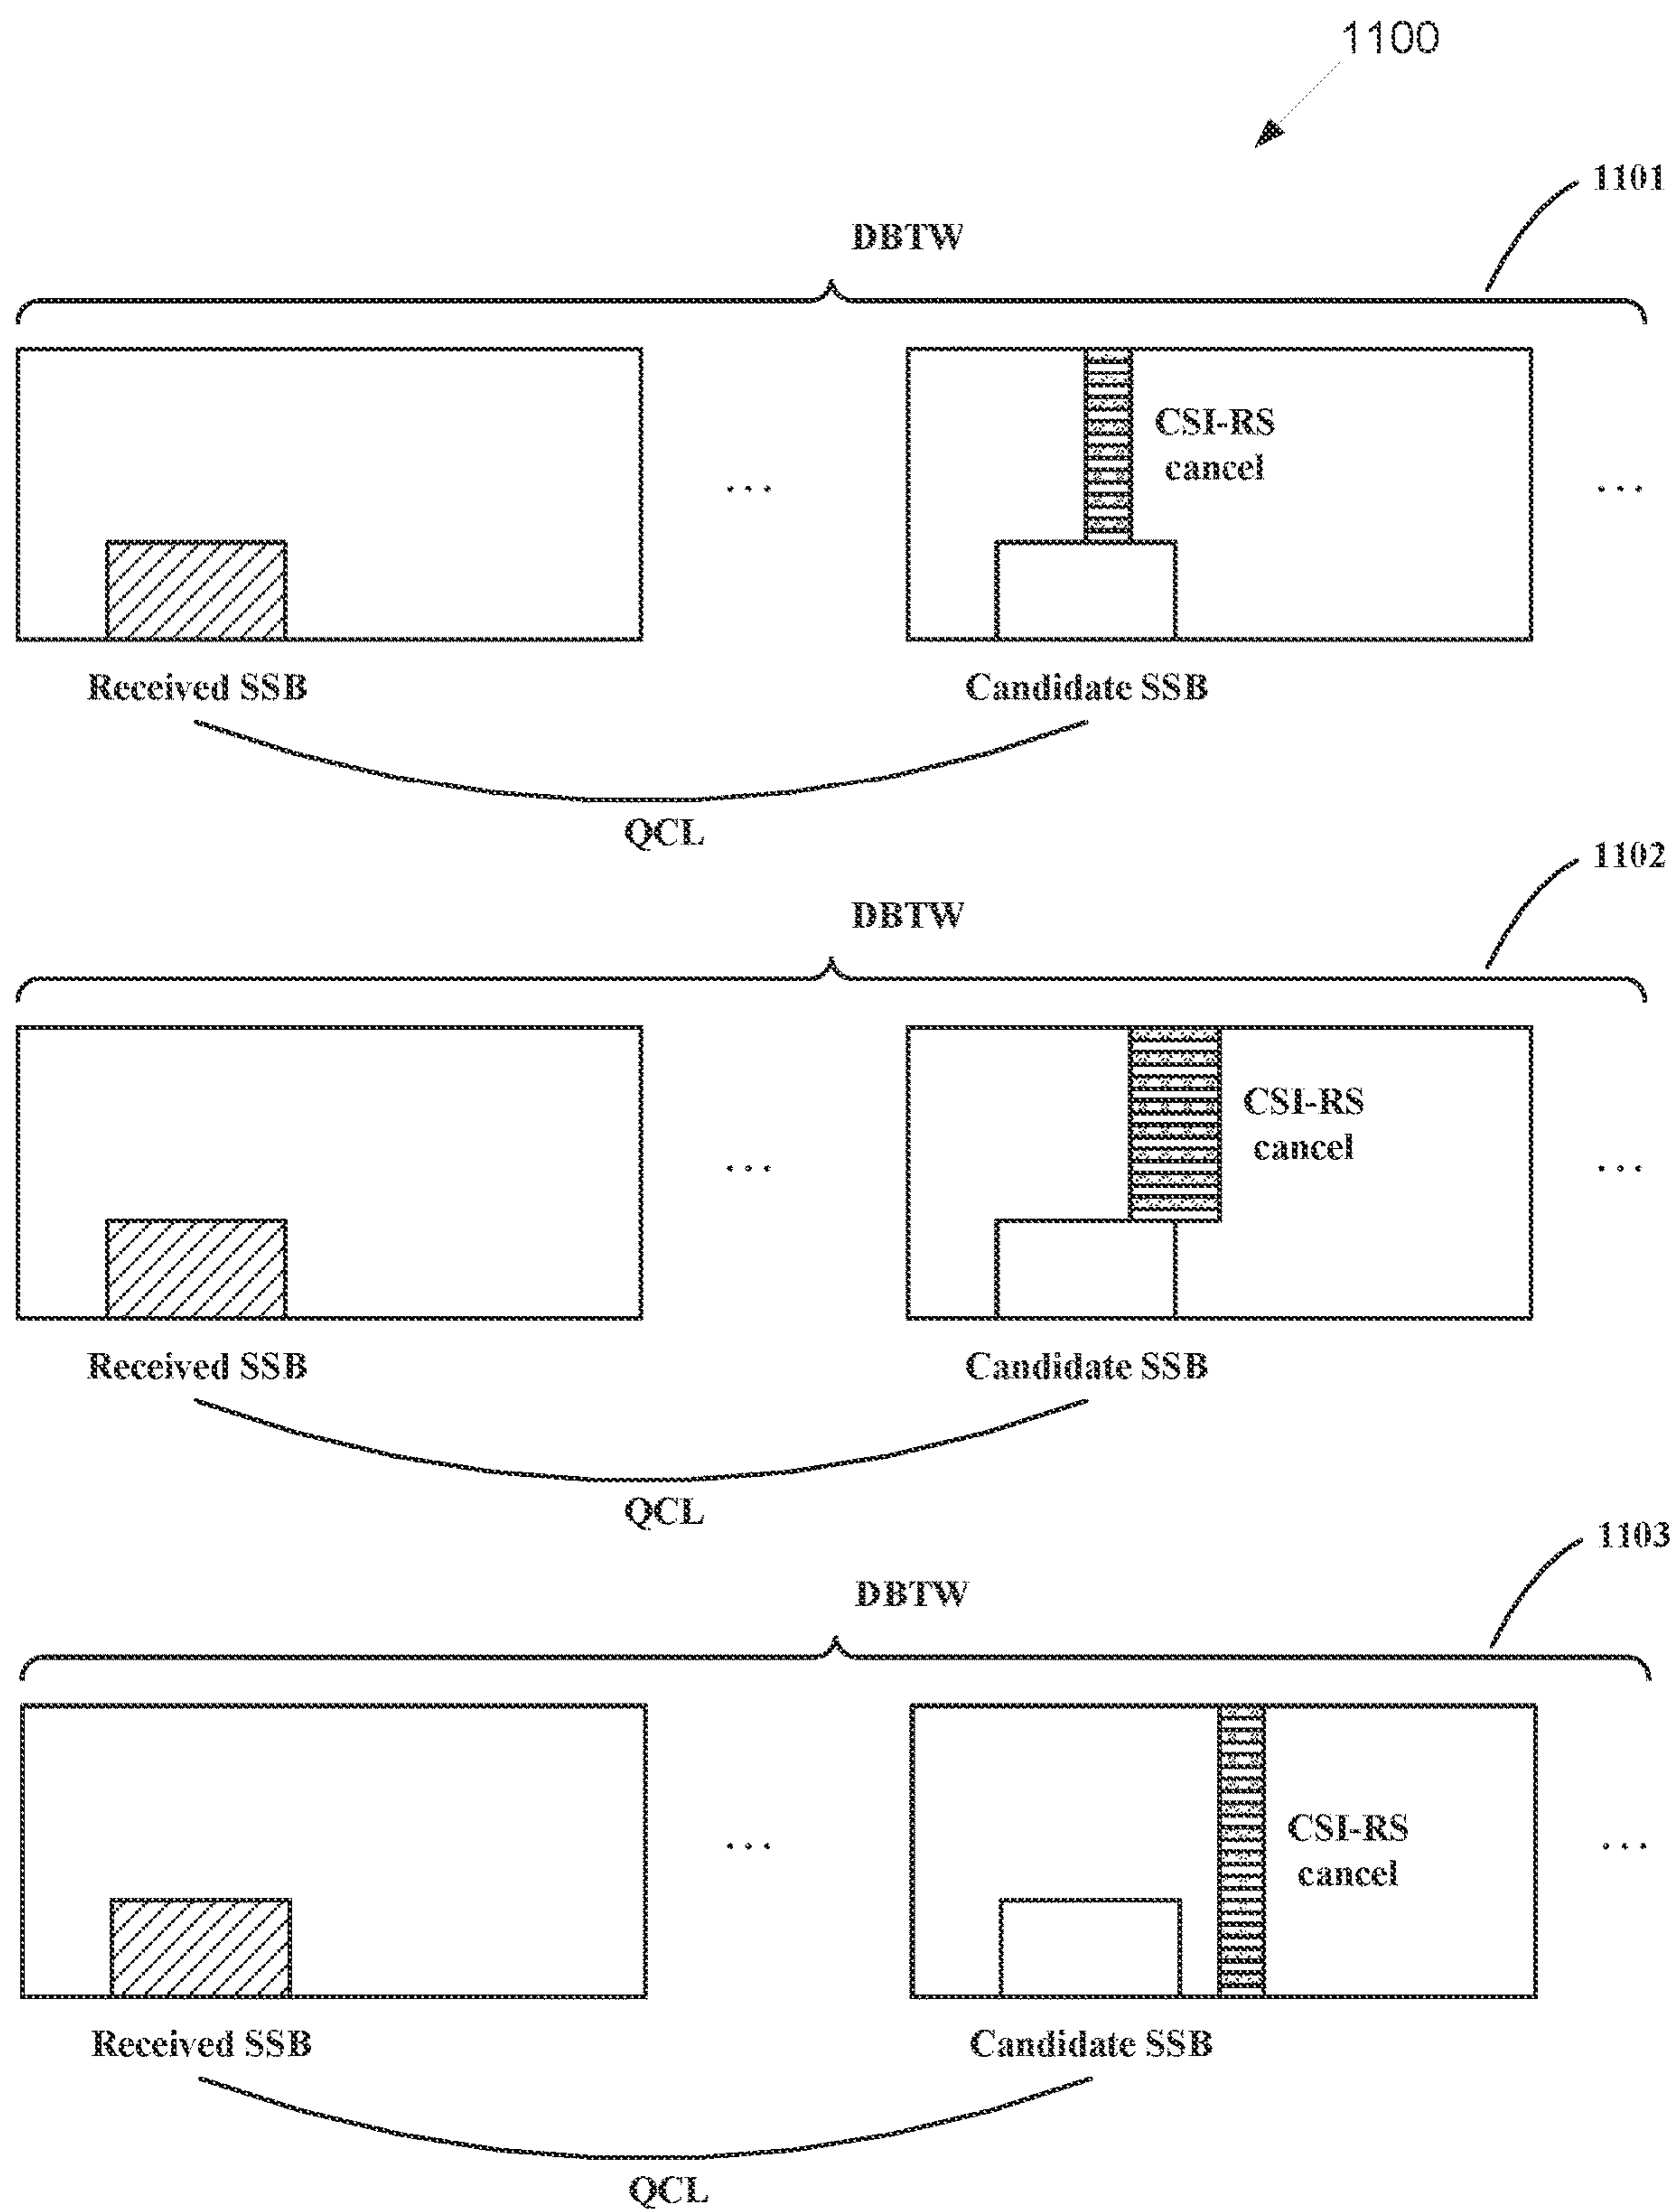 1100
1101
DBTW
CSI-RS
cancel
...
...
Received SSB
Candidate SSB
QCL
1102
DBTW
CSI-RS
cancel
...
...
Received SSB
Candidate SSB
QCL
1103
DBTW
CSI-RS
cancel
...
...
Received SSB
Candidate SSB
QCL